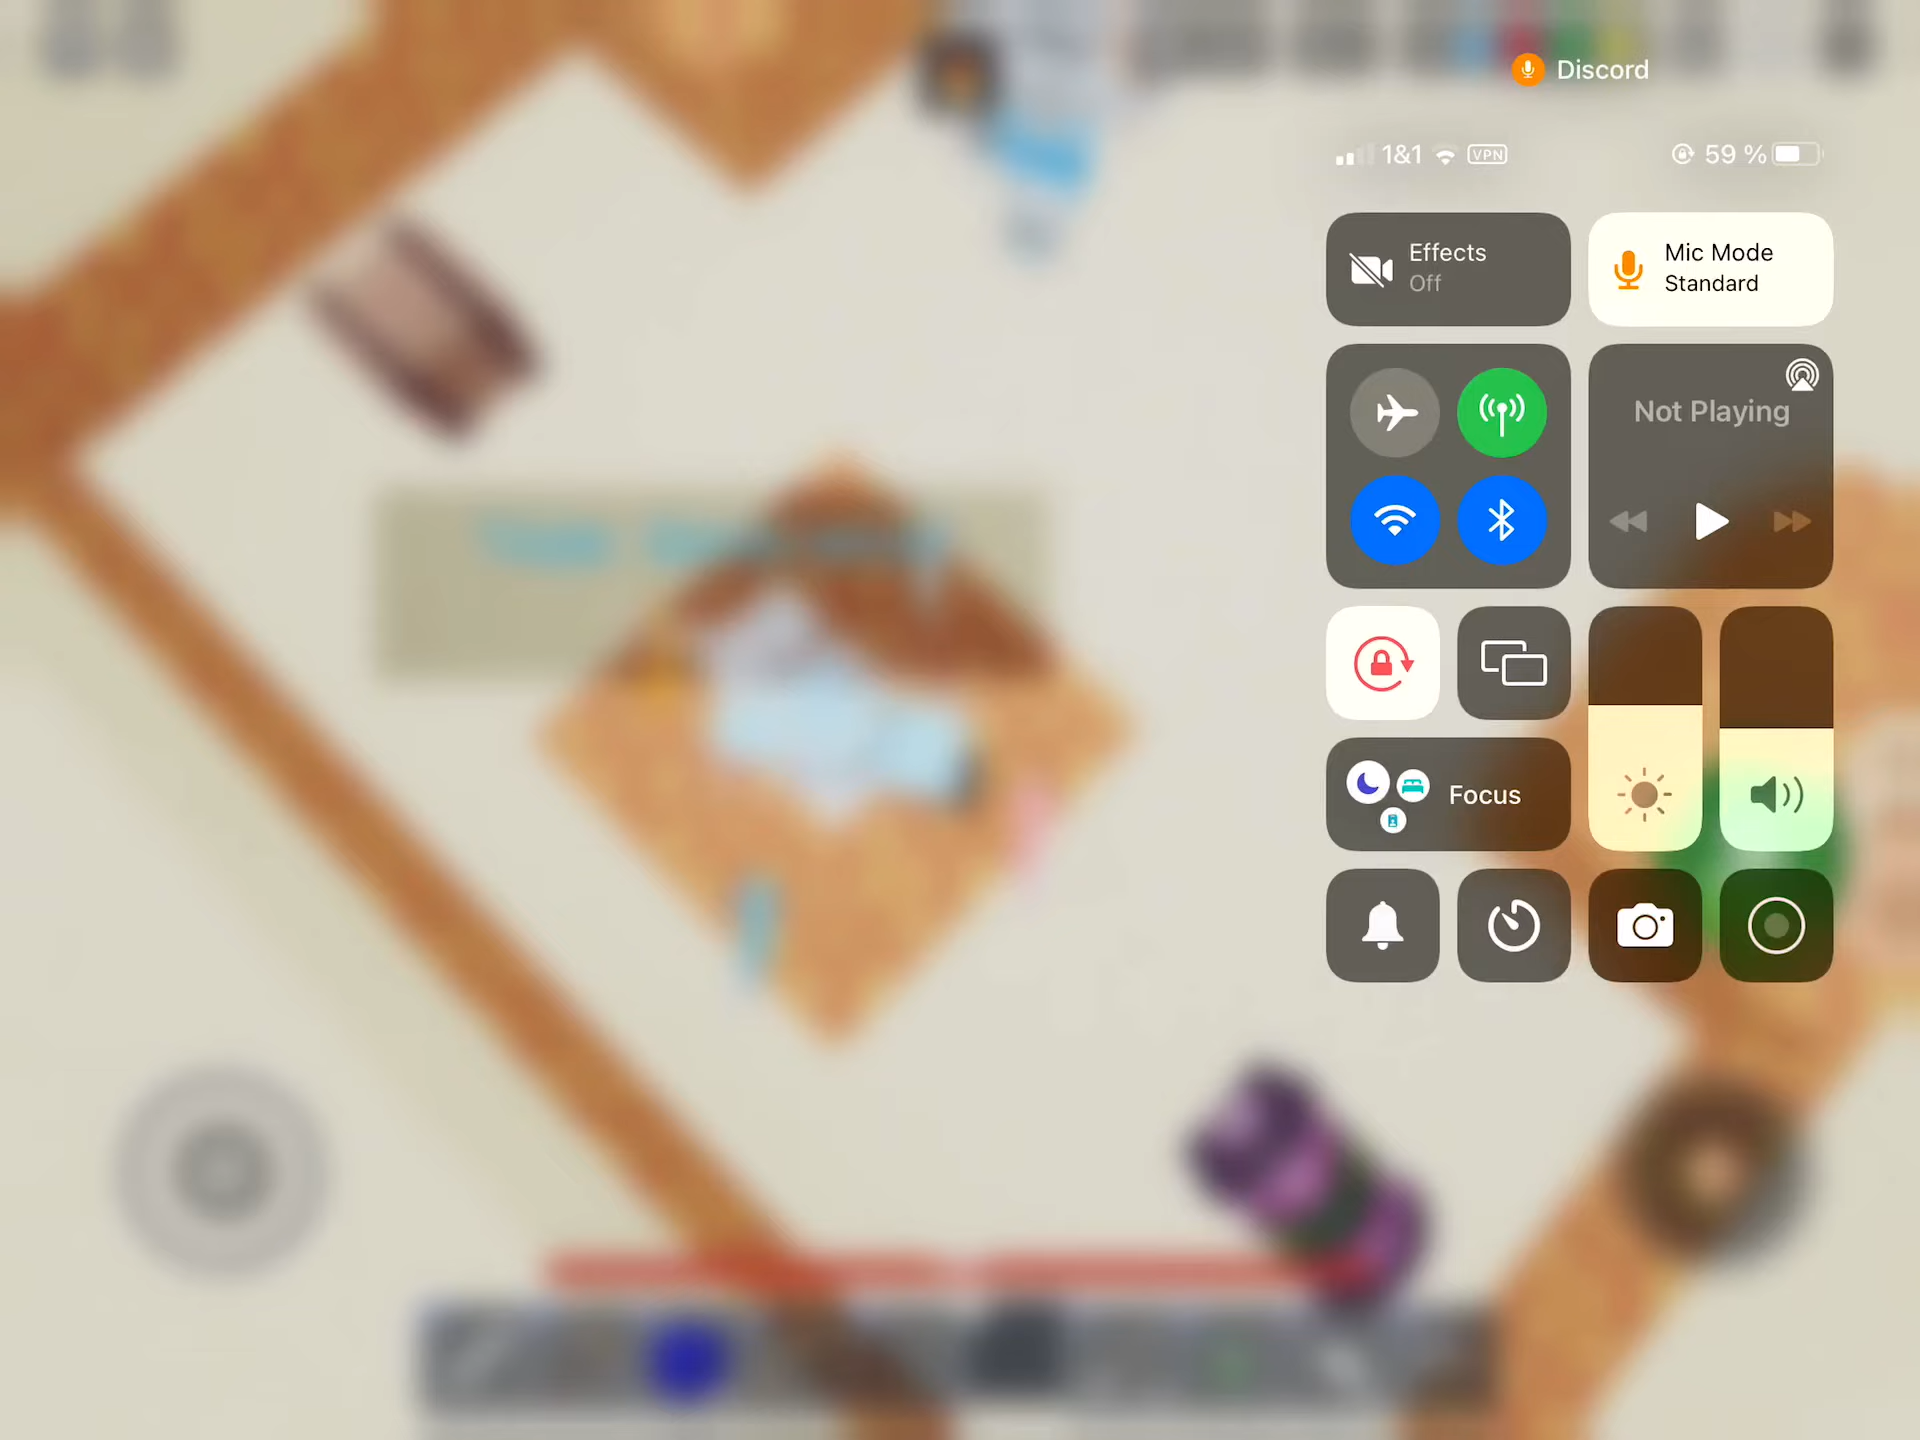 Discord
1&1 VPN 59 %
Effects
Off
Mic Mode
Standard
Not Playing
Focus